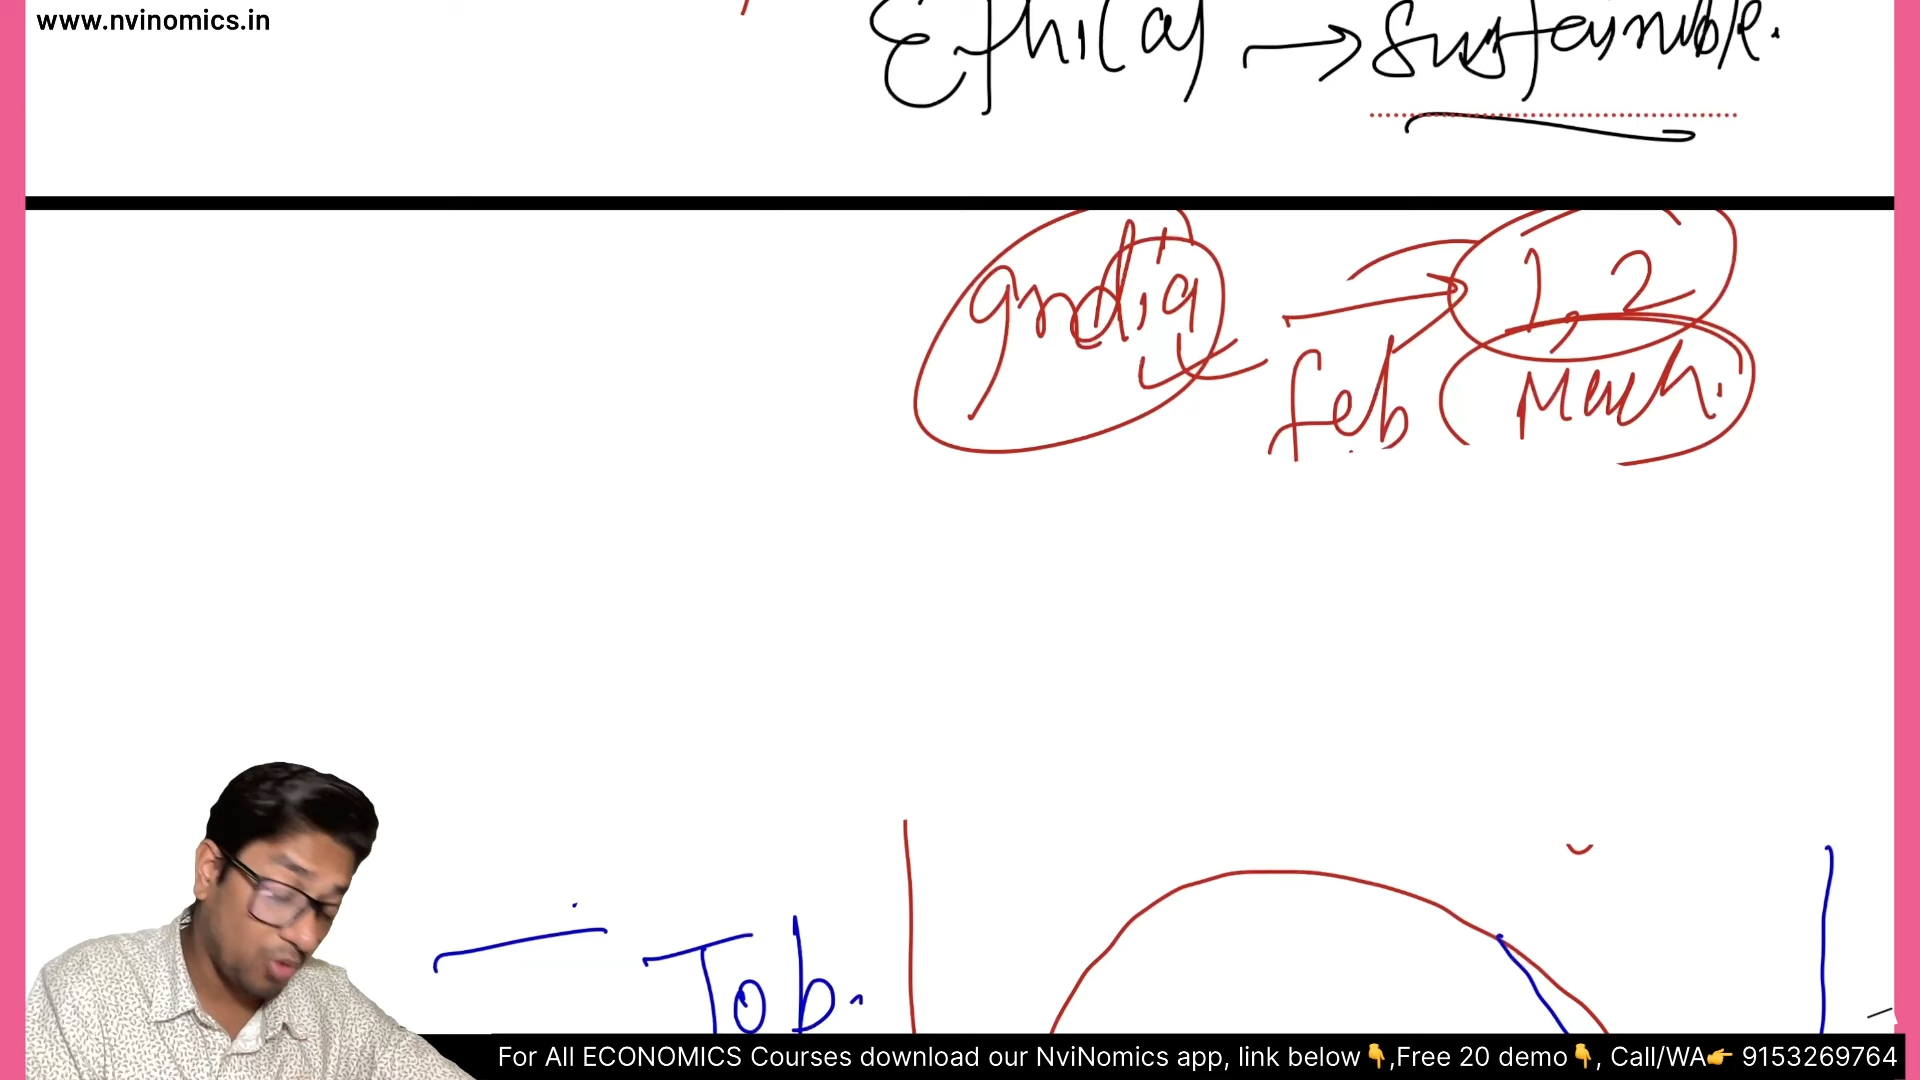 www.nvinomics.in
Ethical → Sustainible.
India → 1, 2
feb March.
Tob.
For All ECONOMICS Courses download our NviNomics app, link below👇,Free 20 demo👇, Call/WA👉 9153269764